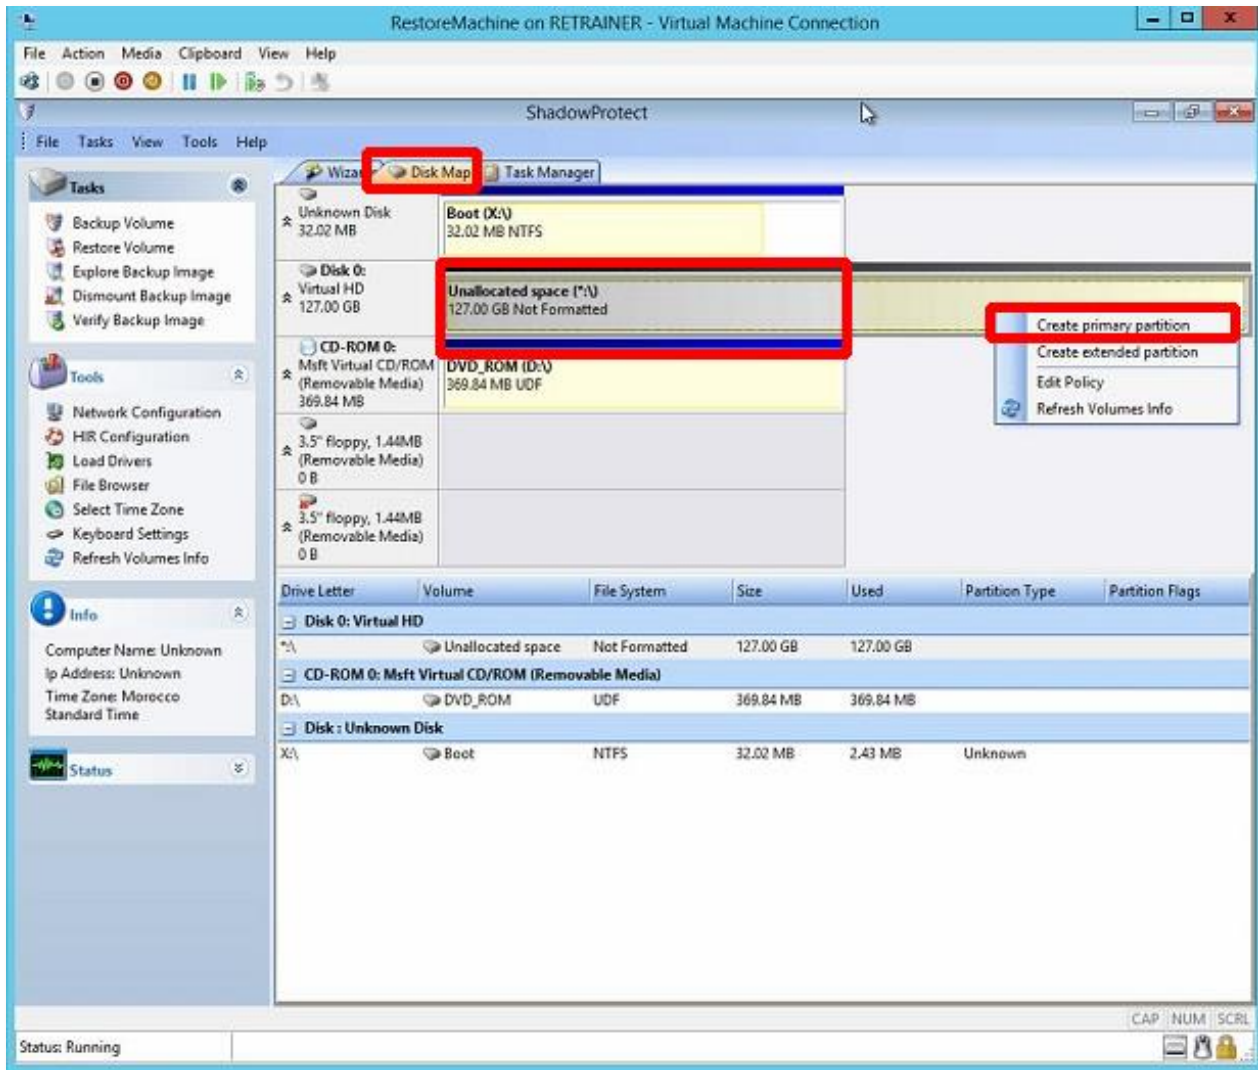 RestoreMachine on RETRAINER - Virtual Machine Connection
File Action Media Clipboard View Help
ShadowProtect
File Tasks View Tools Help
Disk Map Task Manager
Tasks
Backup Volume
Restore Volume
Explore Backup Image
Dismount Backup Image
Verify Backup Image
Tools
Network Configuration
HIR Configuration
Load Drivers
File Browser
Select Time Zone
Keyboard Settings
Refresh Volumes Info
Info
Computer Name: Unknown
Ip Address: Unknown
Time Zone: Morocco
Standard Time
Status
Unknown Disk
32.02 MB
Boot (X:\)
32.02 MB NTFS
Disk 0:
Virtual HD
127.00 GB
Unallocated space (*:\)
127.00 GB Not Formatted
Create primary partition
Create extended partition
Edit Policy
Refresh Volumes Info
CD-ROM 0:
Msft Virtual CD/ROM
(Removable Media)
369.84 MB
DVD_ROM (D:\)
369.84 MB UDF
3.5" floppy, 1.44MB
(Removable Media)
0 B
3.5" floppy, 1.44MB
(Removable Media)
0 B
Drive Letter Volume File System Size Used Partition Type Partition Flags
Disk 0: Virtual HD
*:\ Unallocated space Not Formatted 127.00 GB 127.00 GB
CD-ROM 0: Msft Virtual CD/ROM (Removable Media)
D:\ DVD_ROM UDF 369.84 MB 369.84 MB
Disk : Unknown Disk
X:\ Boot NTFS 32.02 MB 2.43 MB Unknown
CAP NUM SCRL
Status: Running